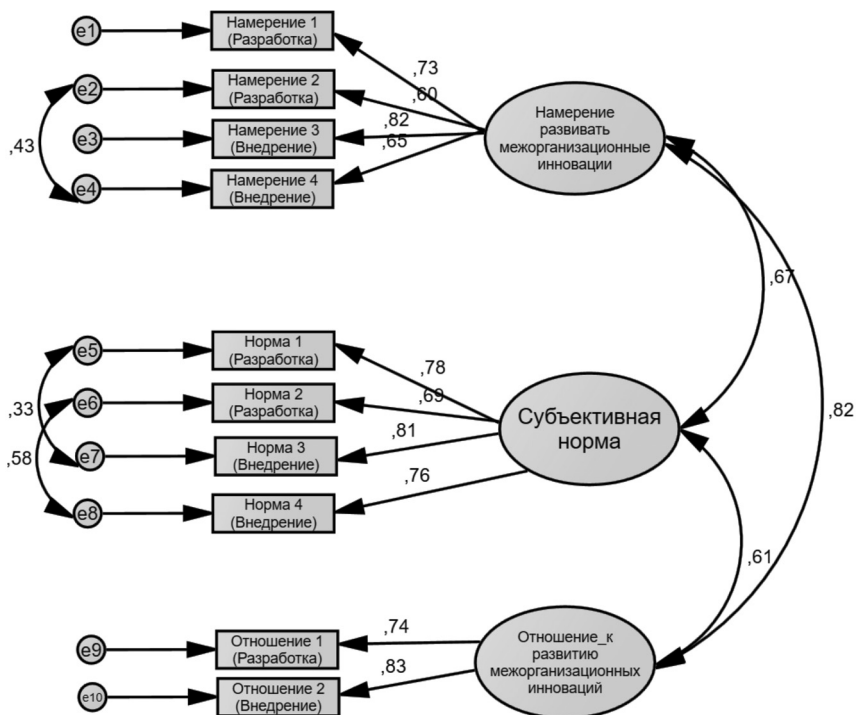 e1
Намерение 1
(Разработка)
,73
e2
Намерение 2
(Разработка)
,60
Намерение
развивать
межорганизационные
инновации
,43
e3
Намерение 3
(Внедрение)
,82
,65
e4
Намерение 4
(Внедрение)
,67
e5
Норма 1
(Разработка)
,78
,33
e6
Норма 2
(Разработка)
,69
Субъективная
норма
,82
,58
e7
Норма 3
(Внедрение)
,81
e8
Норма 4
(Внедрение)
,76
,61
e9
Отношение 1
(Разработка)
,74
Отношение_к
развитию
межорганизационных
инноваций
e10
Отношение 2
(Внедрение)
,83